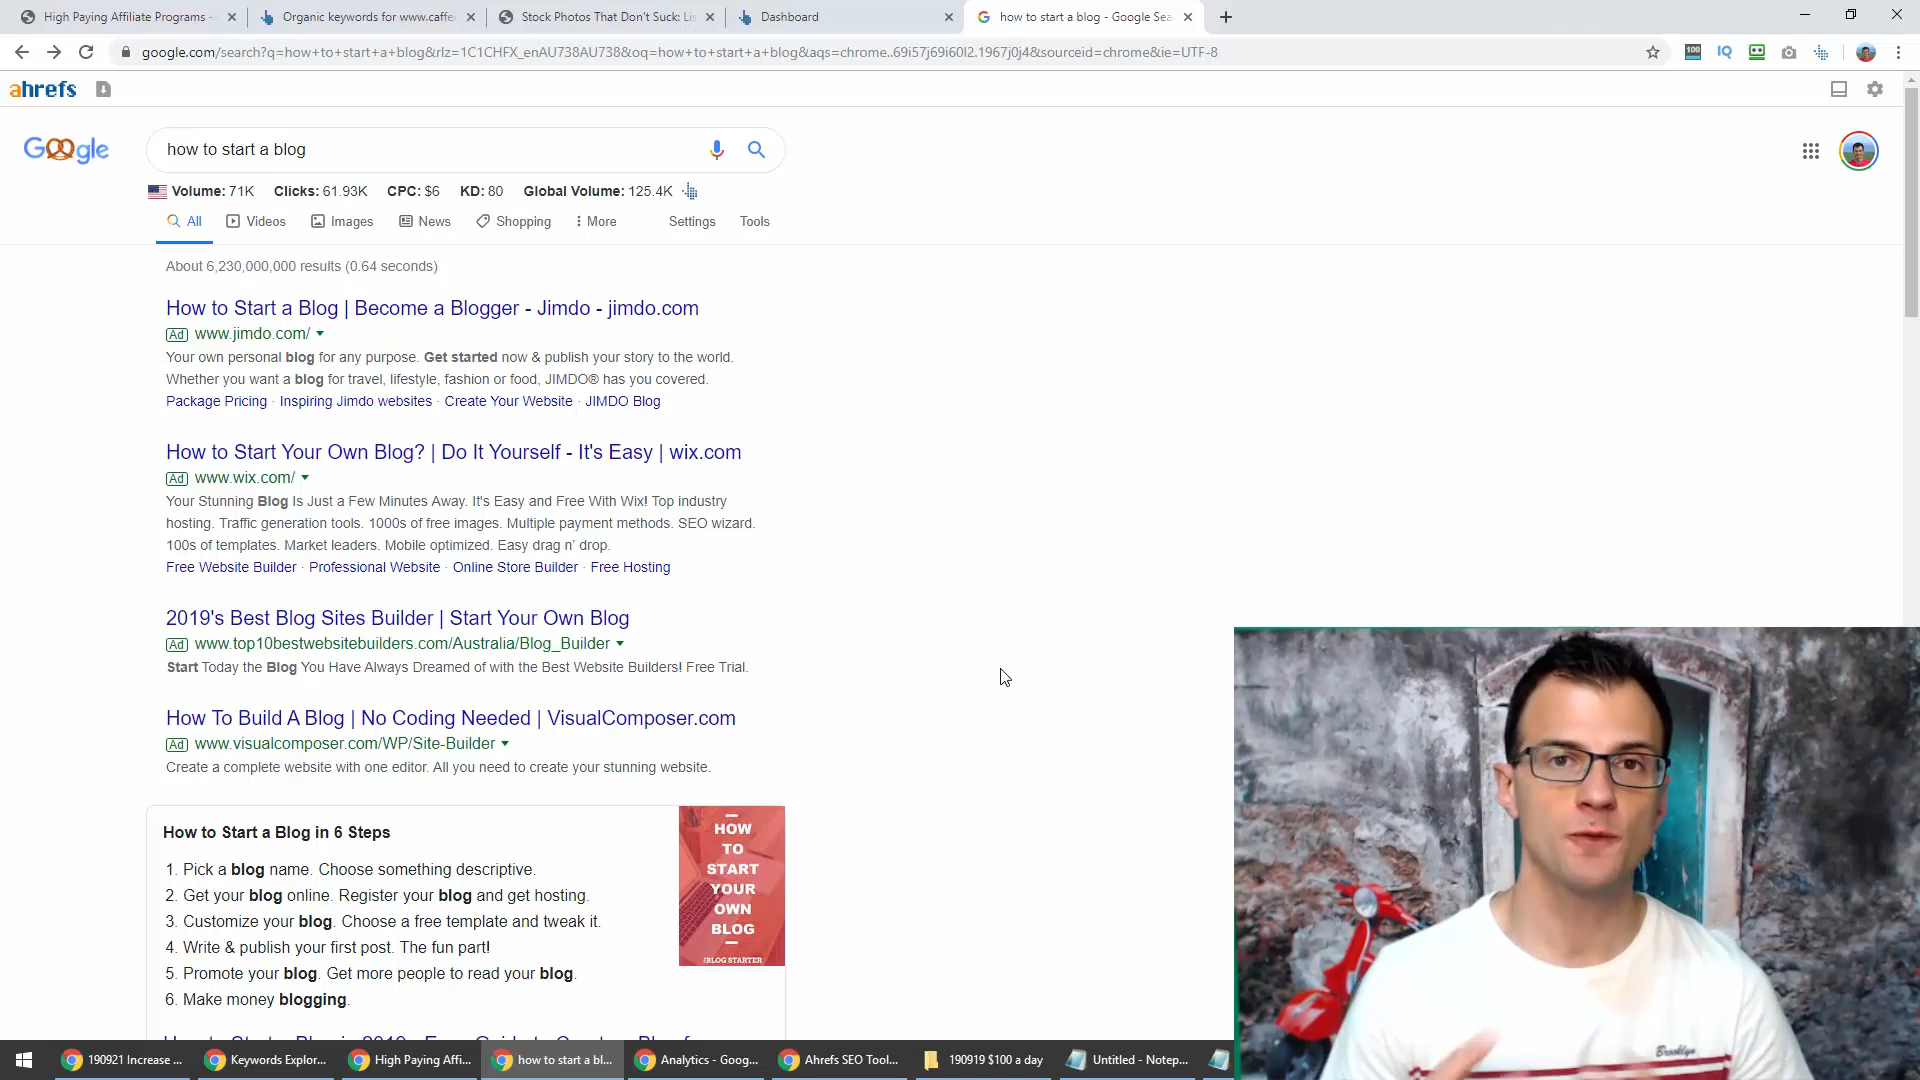 High Paying Affiliate Programs -
Organic keywords for www.caffe
Stock Photos That Don't Suck: Li
Dashboard
how to start a blog - Google Sea
google.com/search?q=how+to+start+a+blog&rlz=1C1CHFX_enAU738AU738&oq=how+to+start+a+blog&aqs=chrome..69i57j69i60l2.1967j0j4&sourceid=chrome&ie=UTF-8
100
IQ
ahrefs
Google
how to start a blog
Volume: 71K Clicks: 61.93K CPC: $6 KD: 80 Global Volume: 125.4K
All Videos Images News Shopping More Settings Tools
About 6,230,000,000 results (0.64 seconds)
How to Start a Blog | Become a Blogger - Jimdo - jimdo.com
Ad www.jimdo.com/
Your own personal blog for any purpose. Get started now & publish your story to the world.
Whether you want a blog for travel, lifestyle, fashion or food, JIMDO® has you covered.
Package Pricing · Inspiring Jimdo websites · Create Your Website · JIMDO Blog
How to Start Your Own Blog? | Do It Yourself - It's Easy | wix.com
Ad www.wix.com/
Your Stunning Blog Is Just a Few Minutes Away. It's Easy and Free With Wix! Top industry
hosting. Traffic generation tools. 1000s of free images. Multiple payment methods. SEO wizard.
100s of templates. Market leaders. Mobile optimized. Easy drag n' drop.
Free Website Builder · Professional Website · Online Store Builder · Free Hosting
2019's Best Blog Sites Builder | Start Your Own Blog
Ad www.top10bestwebsitebuilders.com/Australia/Blog_Builder
Start Today the Blog You Have Always Dreamed of with the Best Website Builders! Free Trial.
How To Build A Blog | No Coding Needed | VisualComposer.com
Ad www.visualcomposer.com/WP/Site-Builder
Create a complete website with one editor. All you need to create your stunning website.
How to Start a Blog in 6 Steps
1. Pick a blog name. Choose something descriptive.
2. Get your blog online. Register your blog and get hosting.
3. Customize your blog. Choose a free template and tweak it.
4. Write & publish your first post. The fun part!
5. Promote your blog. Get more people to read your blog.
6. Make money blogging.
HOW
TO
START
YOUR
OWN
BLOG
BLOG STARTER
Brooklyn
190921 Increase ...
Keywords Explor...
High Paying Affi...
how to start a bl...
Analytics - Goog...
Ahrefs SEO Tool...
190919 $100 a day
Untitled - Notep...